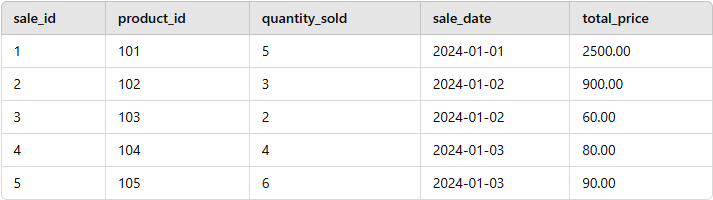 sale_id product_id quantity_sold sale_date total_price
1 101 5 2024-01-01 2500.00
2 102 3 2024-01-02 900.00
3 103 2 2024-01-02 60.00
4 104 4 2024-01-03 80.00
5 105 6 2024-01-03 90.00